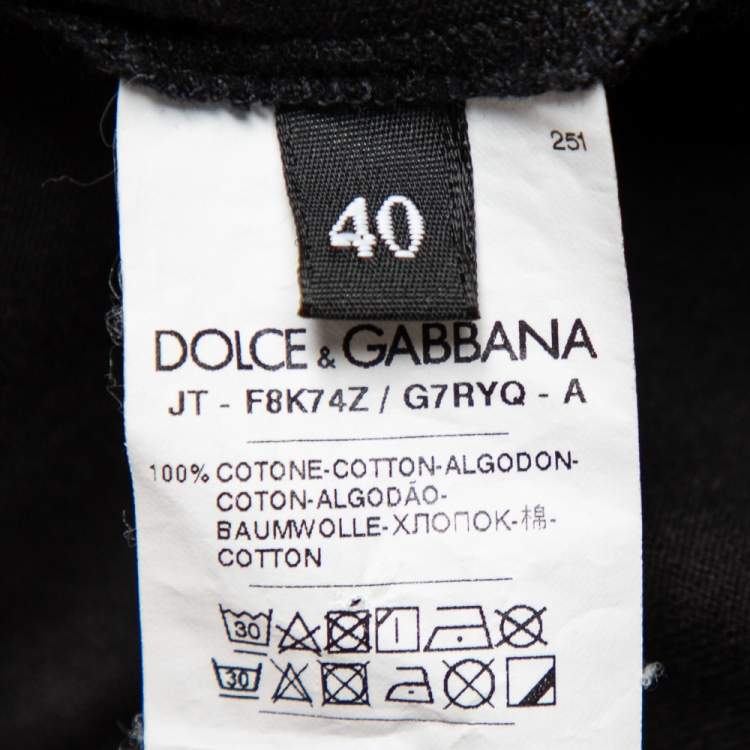 251
40
DOLCE & GABBANA
JT - F8K74Z / G7RYQ - A
100% COTONE-COTTON-ALGODON-
COTON-ALGODÃO-
BAUMWOLLE-ХЛОПОК-棉-
COTTON
30
30